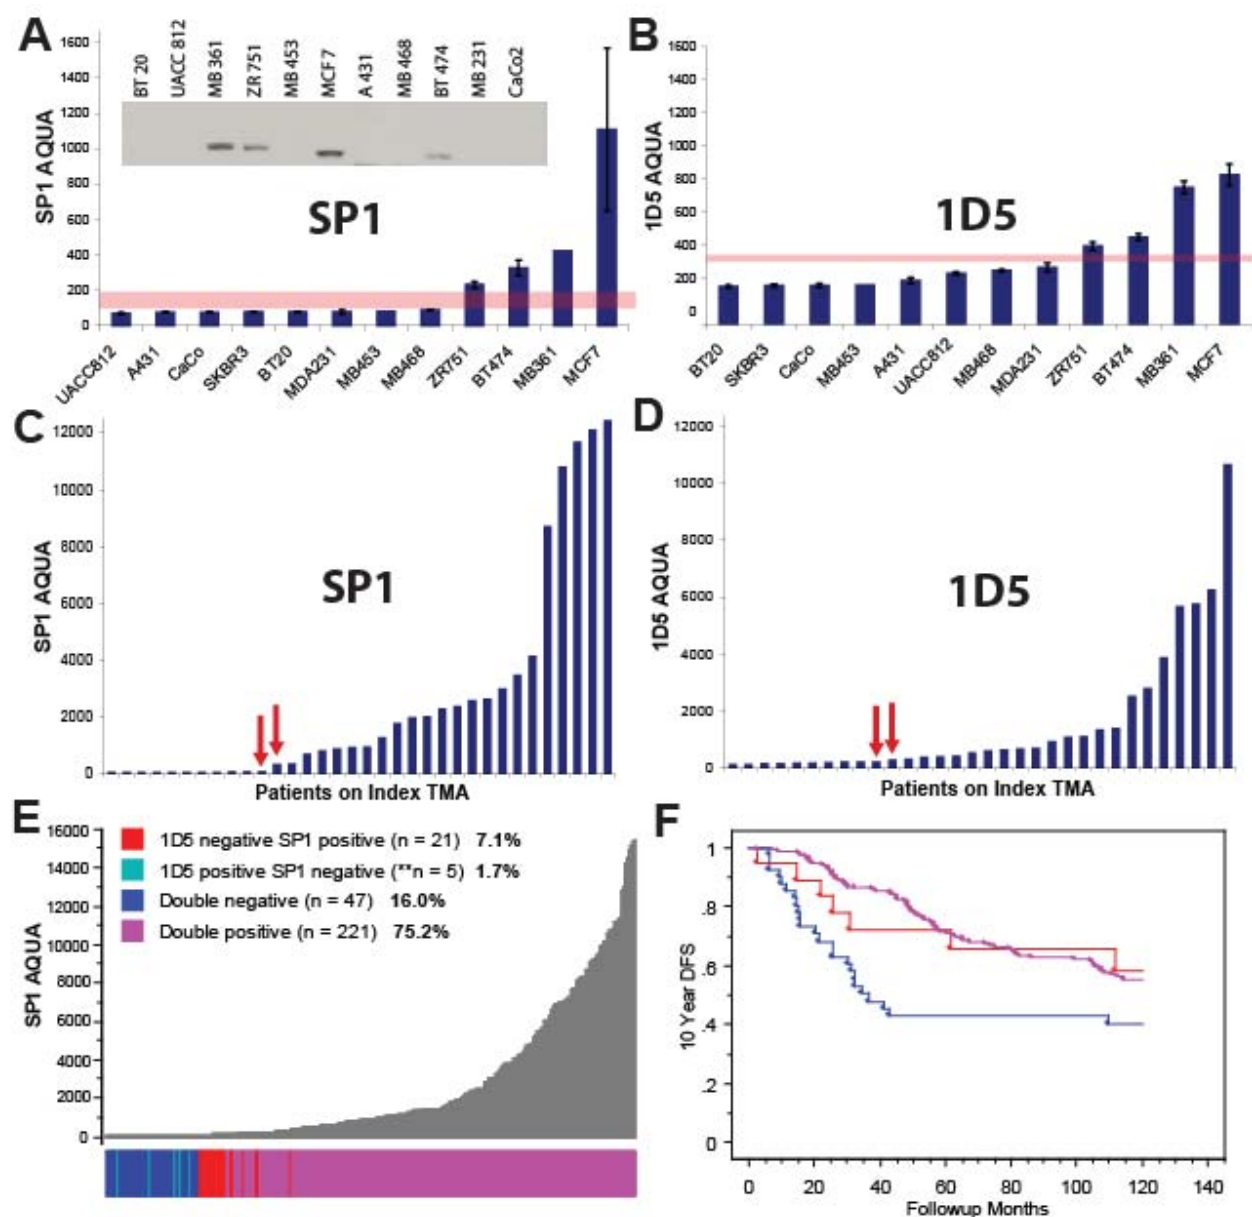 A
SP1 AQUA
1600
1400
1200
1000
800
600
400
200
0
BT 20
UACC 812
MB 361
ZR 751
MB 453
MCF 7
A 431
MB 468
BT 474
MB 231
CaCo2
SP1
UACC812
A431
CaCo
SKBR3
BT20
MDA231
MB453
MB468
ZR751
BT474
MB361
MCF7
B
1D5 AQUA
1600
1400
1200
1000
800
600
400
200
0
1D5
BT20
SKBR3
CaCo
MB453
A431
UACC812
MB468
MDA231
ZR751
BT474
MB361
MCF7
C
SP1 AQUA
12000
10000
8000
6000
4000
2000
0
SP1
Patients on Index TMA
D
1D5 AQUA
12000
10000
8000
6000
4000
2000
0
1D5
Patients on Index TMA
E
SP1 AQUA
16000
14000
12000
10000
8000
6000
4000
2000
0
1D5 negative SP1 positive (n = 21) 7.1%
1D5 positive SP1 negative (**n = 5) 1.7%
Double negative (n = 47) 16.0%
Double positive (n = 221) 75.2%
F
10 Year DFS
1
.8
.6
.4
.2
0
0 20 40 60 80 100 120 140
Followup Months